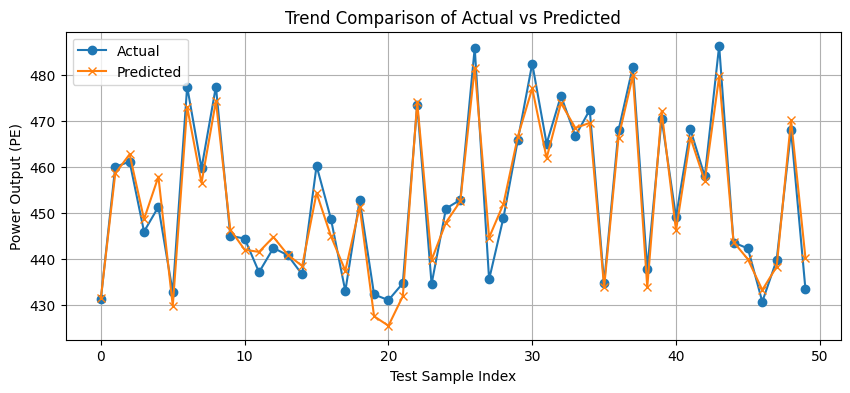 Trend Comparison of Actual vs Predicted
Actual
Predicted
Power Output (PE)
480
470
460
450
440
430
0
10
20
30
40
50
Test Sample Index